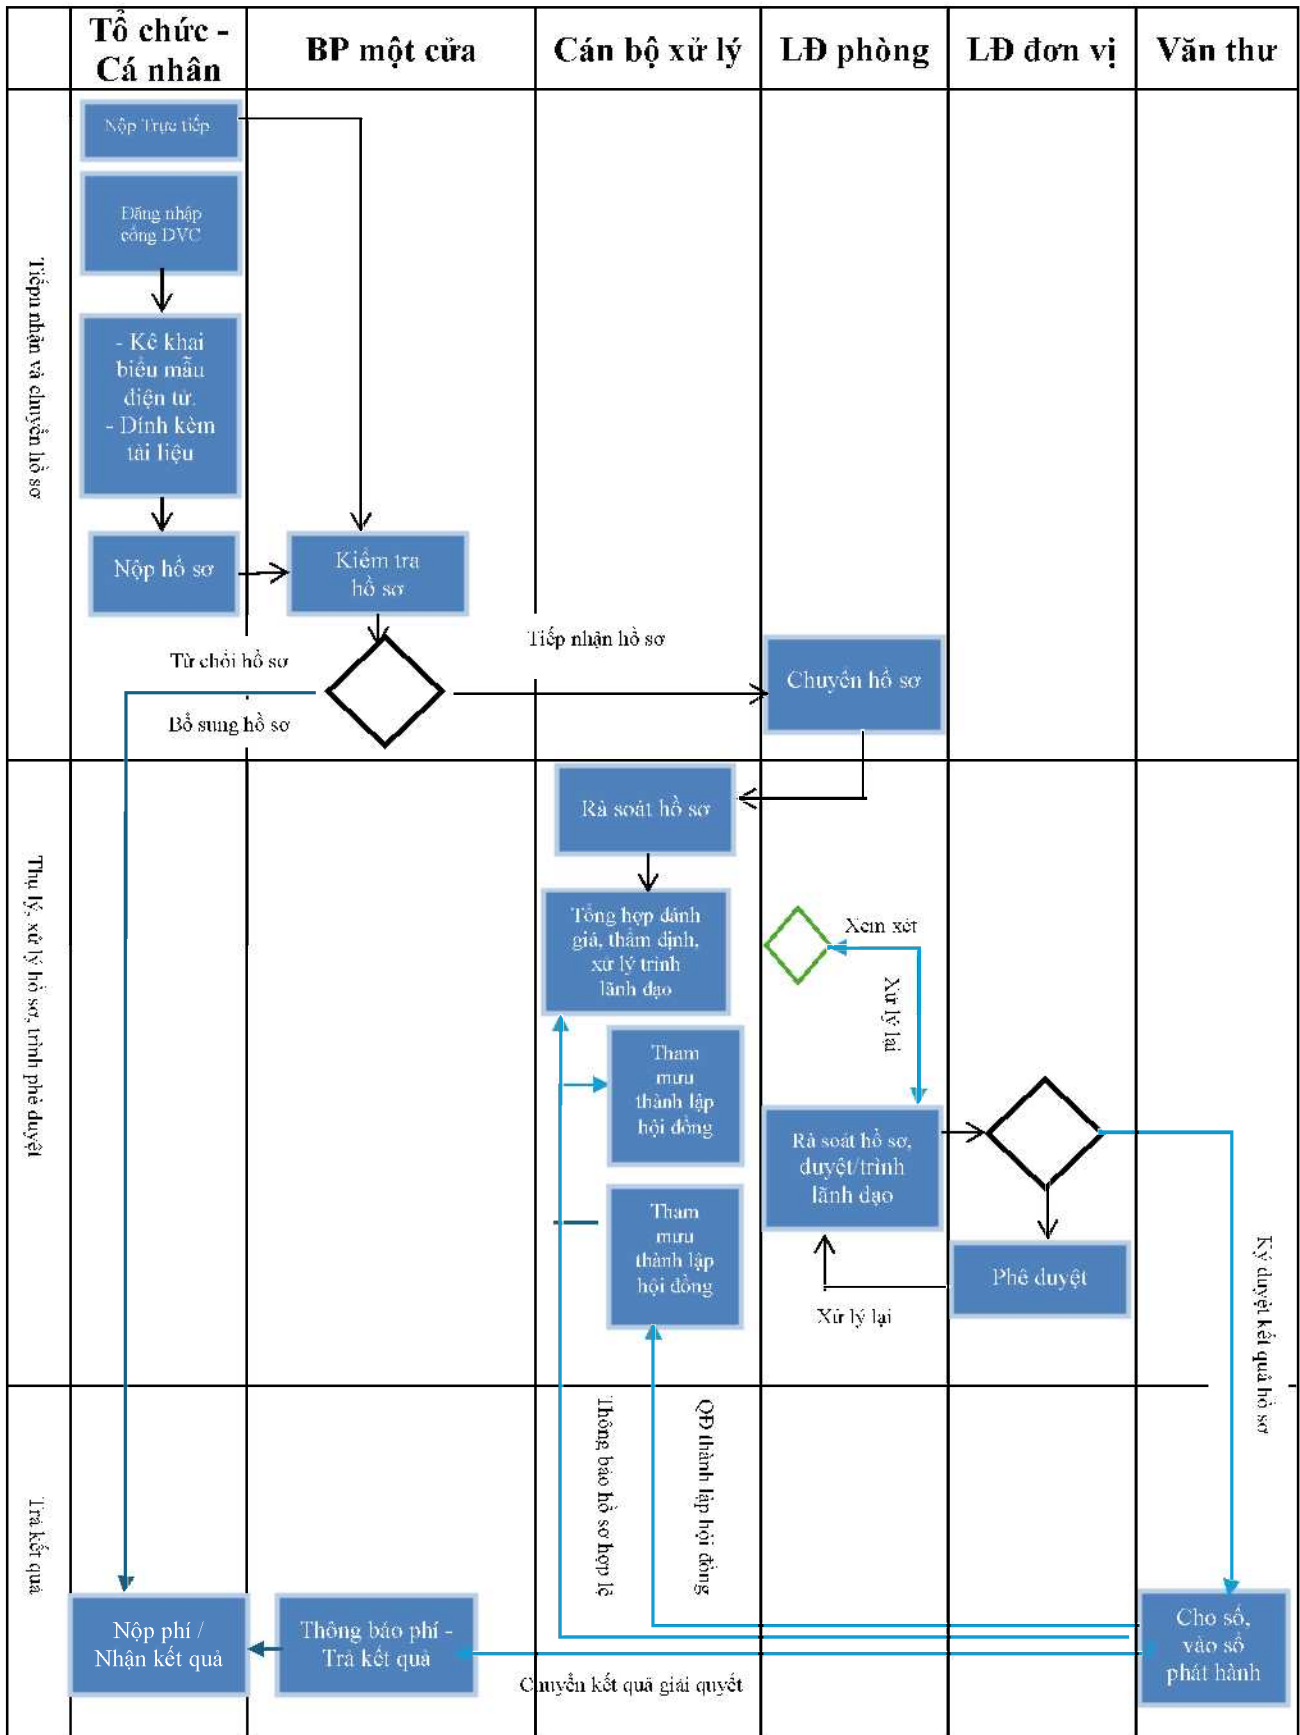 Tổ chức -
Cá nhân
BP một cửa
Cán bộ xử lý
LĐ phòng
LĐ đơn vị
Văn thư
Tiếpn nhận và chuyển hồ sơ
Nộp Trực tiếp
Đăng nhập
cổng DVC
- Kê khai
biểu mẫu
điện tử.
- Dính kèm
tài liệu
Nộp hồ sơ
Kiểm tra
hồ sơ
Từ chối hồ sơ
Bổ sung hồ sơ
Tiếp nhận hồ sơ
Chuyển hồ sơ
Thụ lý, xử lý hồ sơ, trình phê duyệt
Rà soát hồ sơ
Tổng hợp đánh
giá, thẩm định,
xử lý trình
lãnh đạo
Xem xét
Xử lý lại
Tham
mưu
thành lập
hội đồng
Rà soát hồ sơ,
duyệt/trình
lãnh đạo
Tham
mưu
thành lập
hội đồng
Phê duyệt
Xử lý lại
Ký duyệt kết quả hồ sơ
Trả kết quả
Thông báo hồ sơ hợp lệ
QĐ thành lập hội đồng
Nộp phí /
Nhận kết quả
Thông báo phí -
Trả kết quả
Chuyển kết quả giải quyết
Cho số,
vào sổ
phát hành